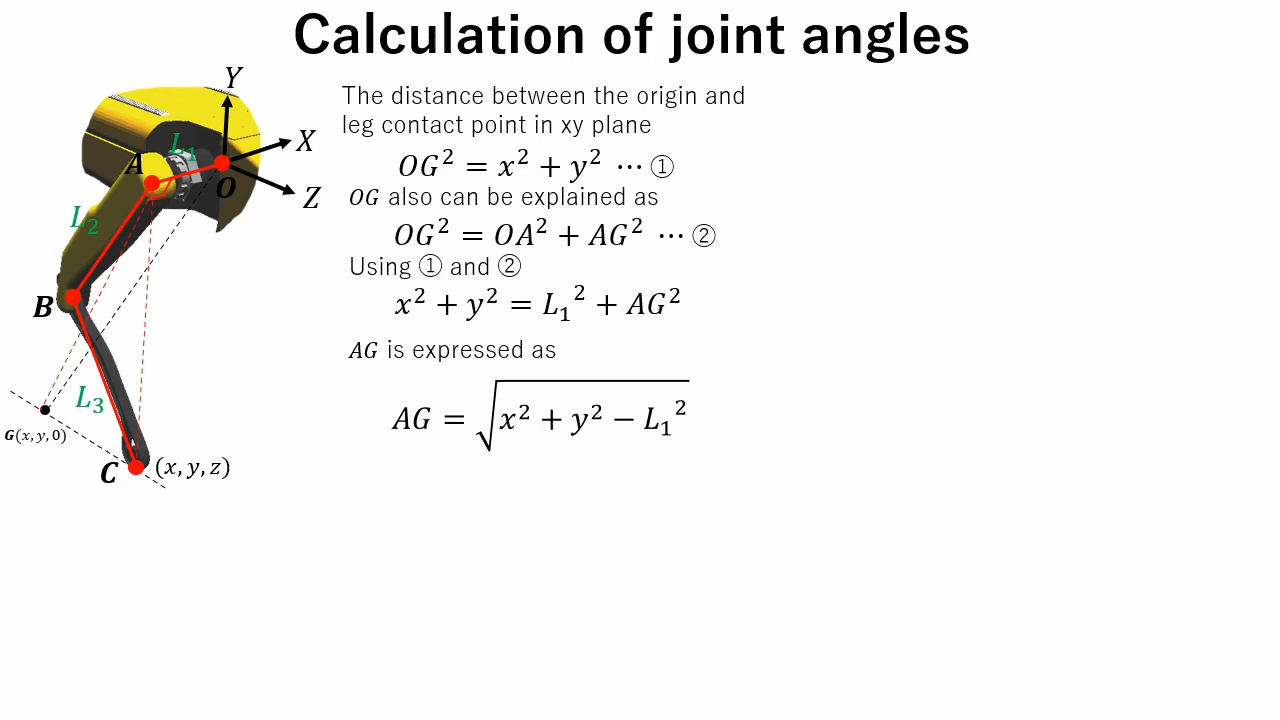 Calculation of joint angles
Y
X
Z
O
A
L₁
L₂
B
L₃
G(x, y, 0)
C (x, y, z)
The distance between the origin and
leg contact point in xy plane
OG² = x² + y² ⋯ ①
OG also can be explained as
OG² = OA² + AG² ⋯ ②
Using ① and ②
x² + y² = L₁² + AG²
AG is expressed as
AG = √(x² + y² − L₁²)